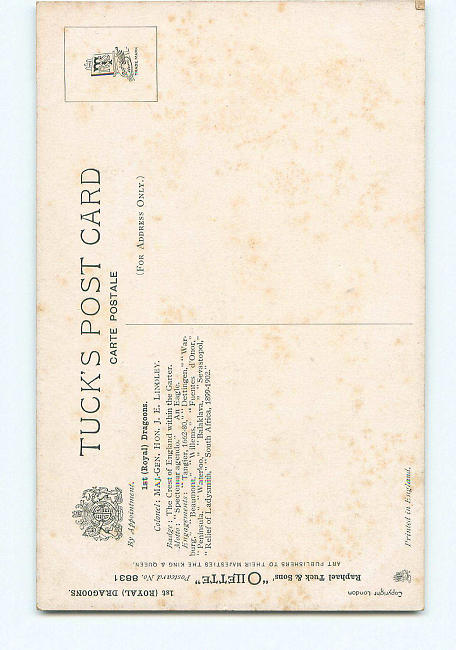 TUCK'S POST CARD
CARTE POSTALE
(FOR ADDRESS ONLY.)
TRADE MARK
By Appointment.
1st (Royal) Dragoons.
Colonel: MAJ.-GEN. HON. J. E. LINDLEY.
Badge: The Crest of England within the Garter.
Motto: "Spectemur agendo." An Eagle.
Engagements: "Tangier, 1662-80," "Dettingen," "War-
burg," "Beaumont," "Willems," "Fuentes d'Onor,"
"Peninsula," "Waterloo," "Balaklava," "Sevastopol,"
"Relief of Ladysmith," "South Africa, 1899-1902."
Printed in England.
1st (ROYAL) DRAGOONS.
Raphael Tuck & Sons' "OILETTE" Postcard, No. 8831
ART PUBLISHERS TO THEIR MAJESTIES THE KING & QUEEN.
Copyright London